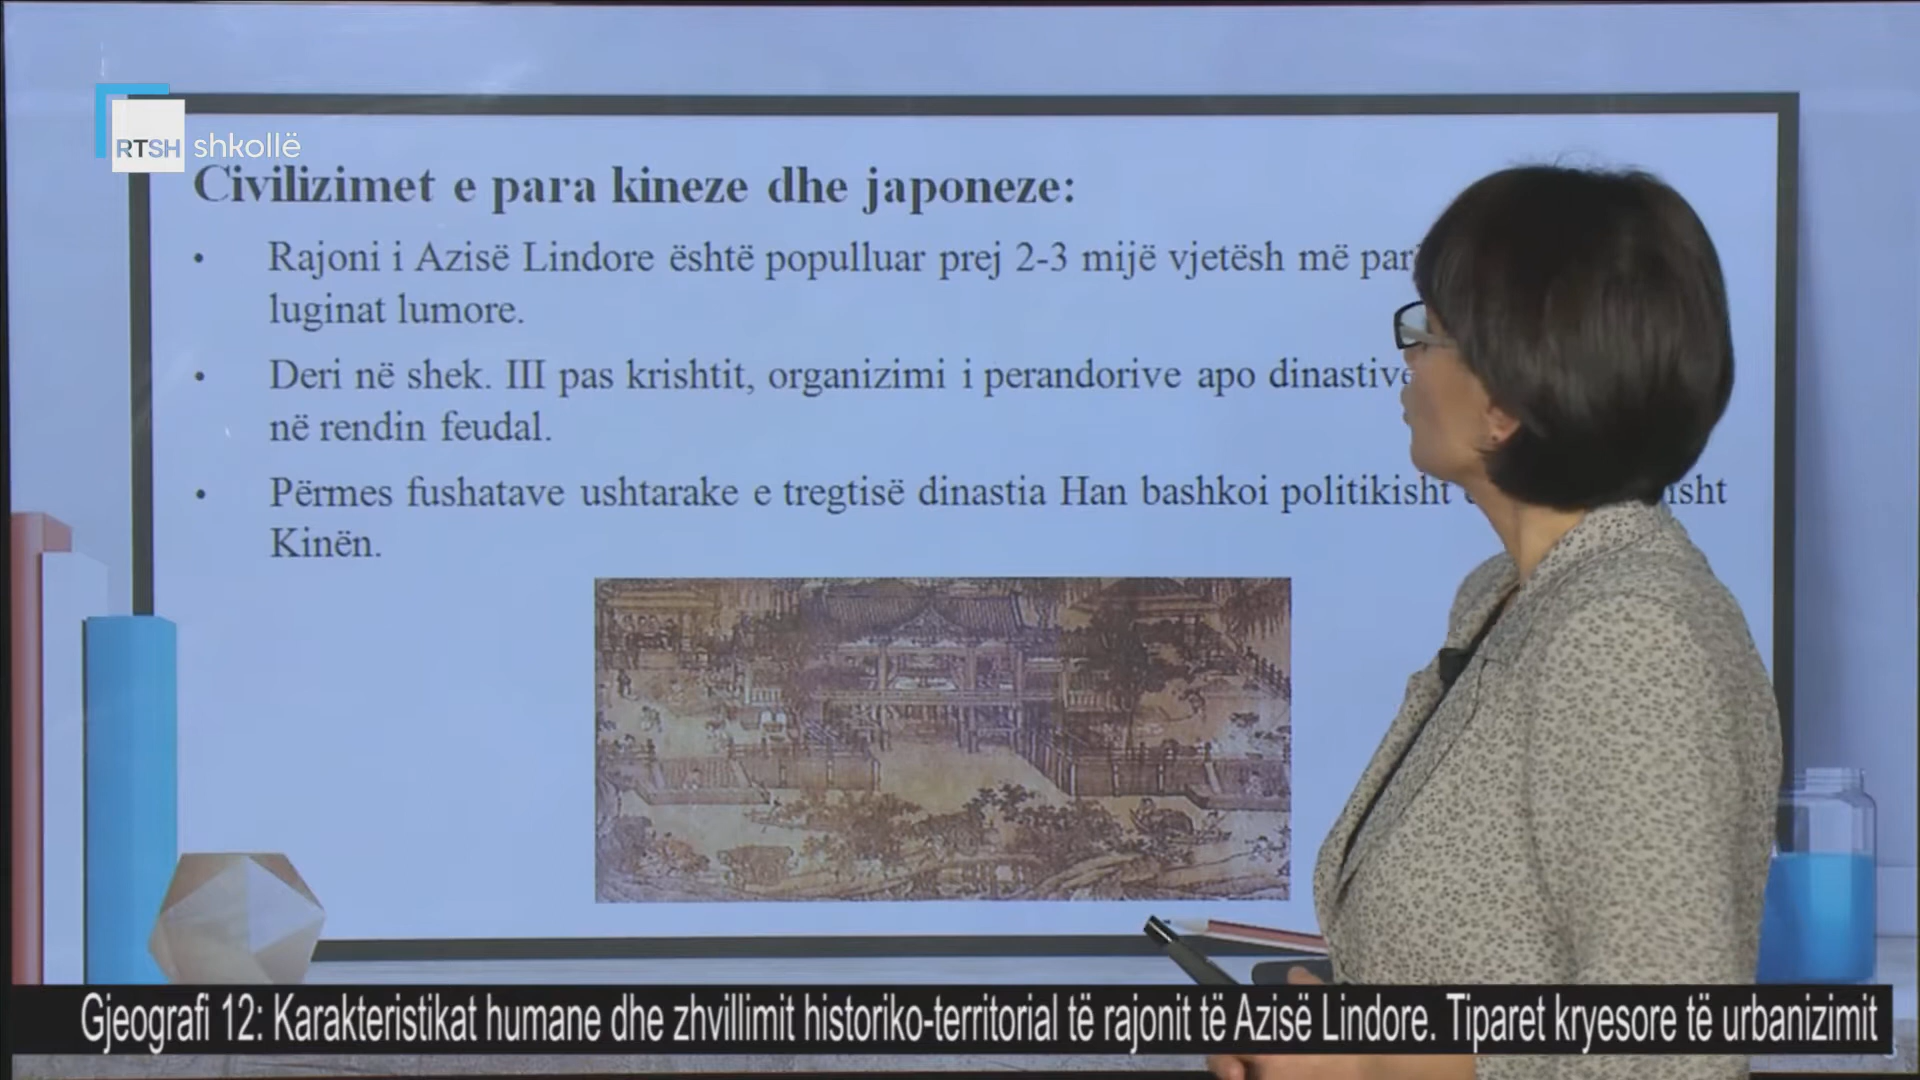 RTSH shkollë
Civilizimet e para kineze dhe japoneze:
• Rajoni i Azisë Lindore është populluar prej 2-3 mijë vjetësh më
luginat lumore.
• Deri në shek. III pas krishtit, organizimi i perandorive apo
në rendin feudal.
• Përmes fushatave ushtarake e tregtisë dinastia Han bashkoi politikisht
Kinën.
Gjeografi 12: Karakteristikat humane dhe zhvillimit historiko-territorial të rajonit të Azisë Lindore. Tiparet kryesore të urbanizimit